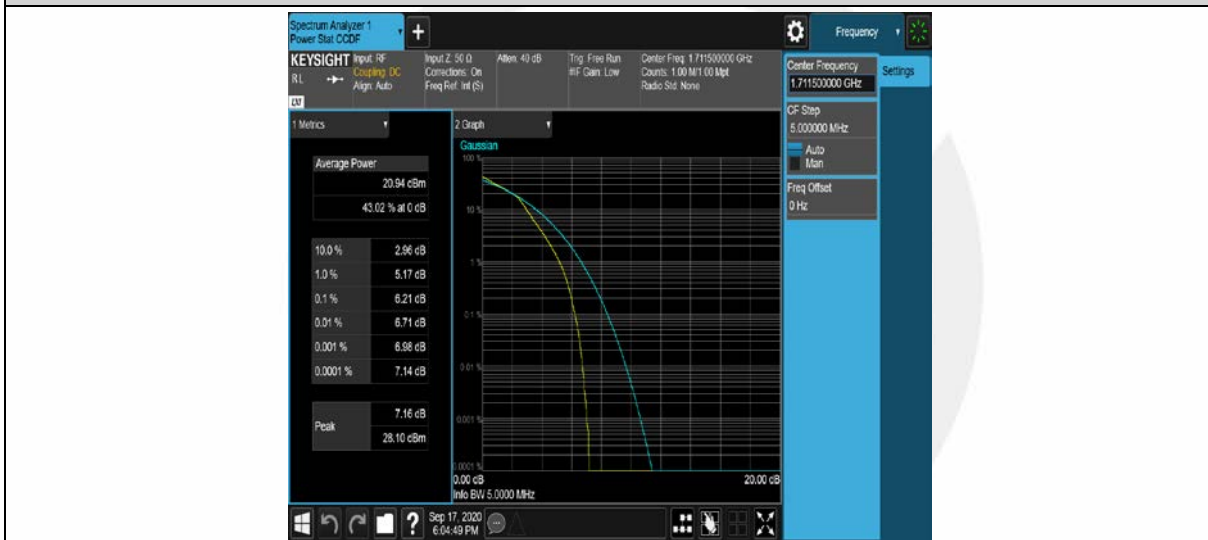 Spectrum Analyzer 1
Power Stat CCDF
+
Frequency
KEYSIGHT
Input: RF
Coupling: DC
Align: Auto
Input Z: 50 Ω
Corrections: On
Freq Ref: Int (S)
Atten: 40 dB
Trig: Free Run
#IF Gain: Low
Center Freq: 1.711500000 GHz
Counts: 1.00 M/1.00 Mpt
Radio Std: None
R L
LXI
Center Frequency
1.711500000 GHz
Settings
CF Step
5.000000 MHz
Auto
Man
Freq Offset
0 Hz
1 Metrics
Average Power
20.94 dBm
43.02 % at 0 dB
10.0 % 2.96 dB
1.0 % 5.17 dB
0.1 % 6.21 dB
0.01 % 6.71 dB
0.001 % 6.98 dB
0.0001 % 7.14 dB
Peak
7.16 dB
28.10 dBm
2 Graph
Gaussian
100 %
10 %
1 %
0.1 %
0.01 %
0.001 %
0.0001 %
0.00 dB
20.00 dB
Info BW 5.0000 MHz
?
Sep 17, 2020
6:04:49 PM